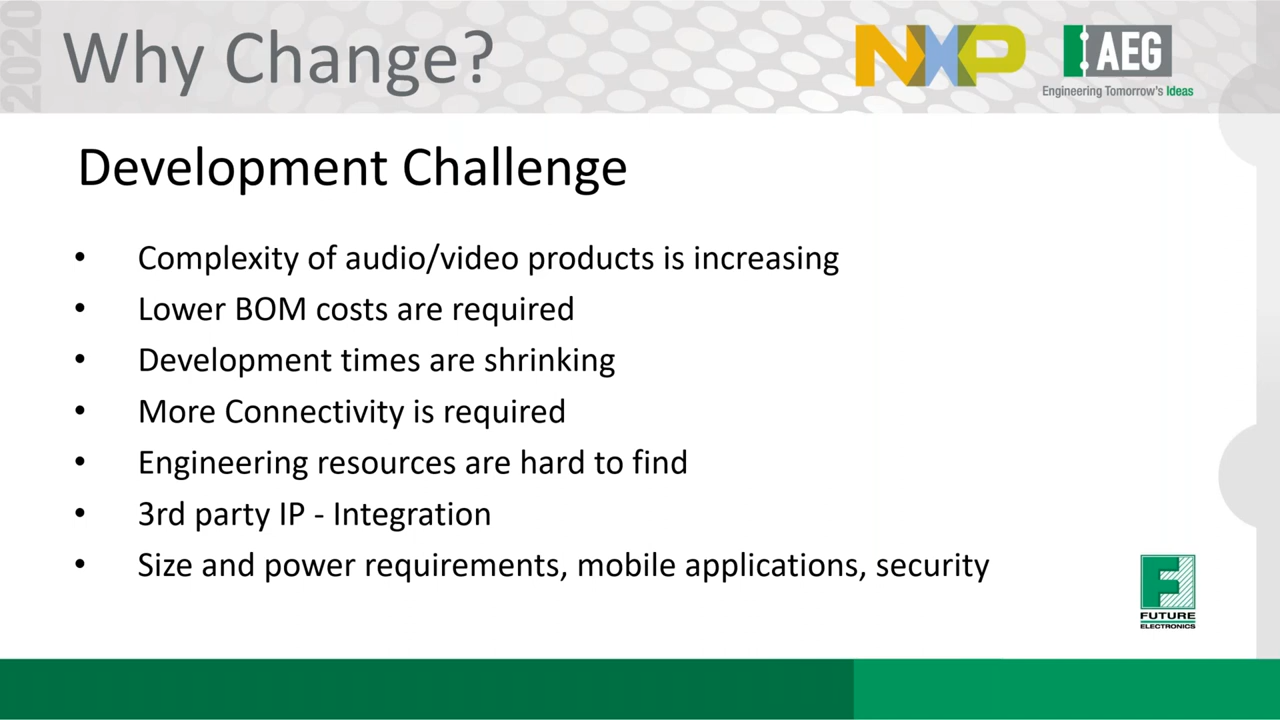 2020
Why Change?
NXP
AEG
Engineering Tomorrow's Ideas
Development Challenge
• Complexity of audio/video products is increasing
• Lower BOM costs are required
• Development times are shrinking
• More Connectivity is required
• Engineering resources are hard to find
• 3rd party IP - Integration
• Size and power requirements, mobile applications, security
F
FUTURE
ELECTRONICS